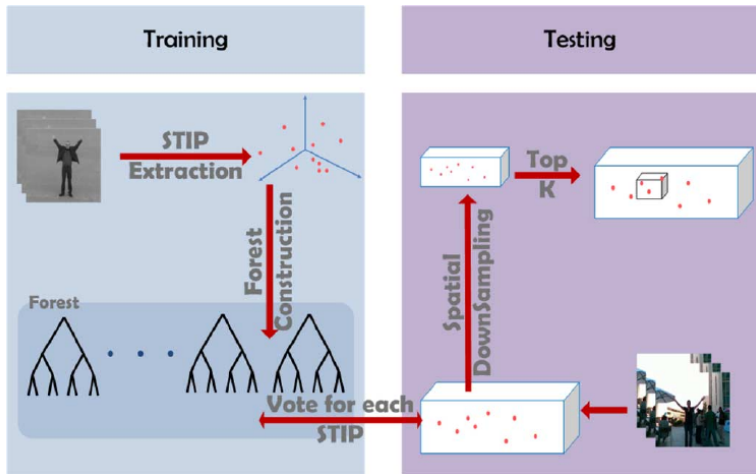 Training
Testing
STIP
Extraction
Forest
Construction
Forest
Top
K
Spatial
DownSampling
Vote for each
STIP